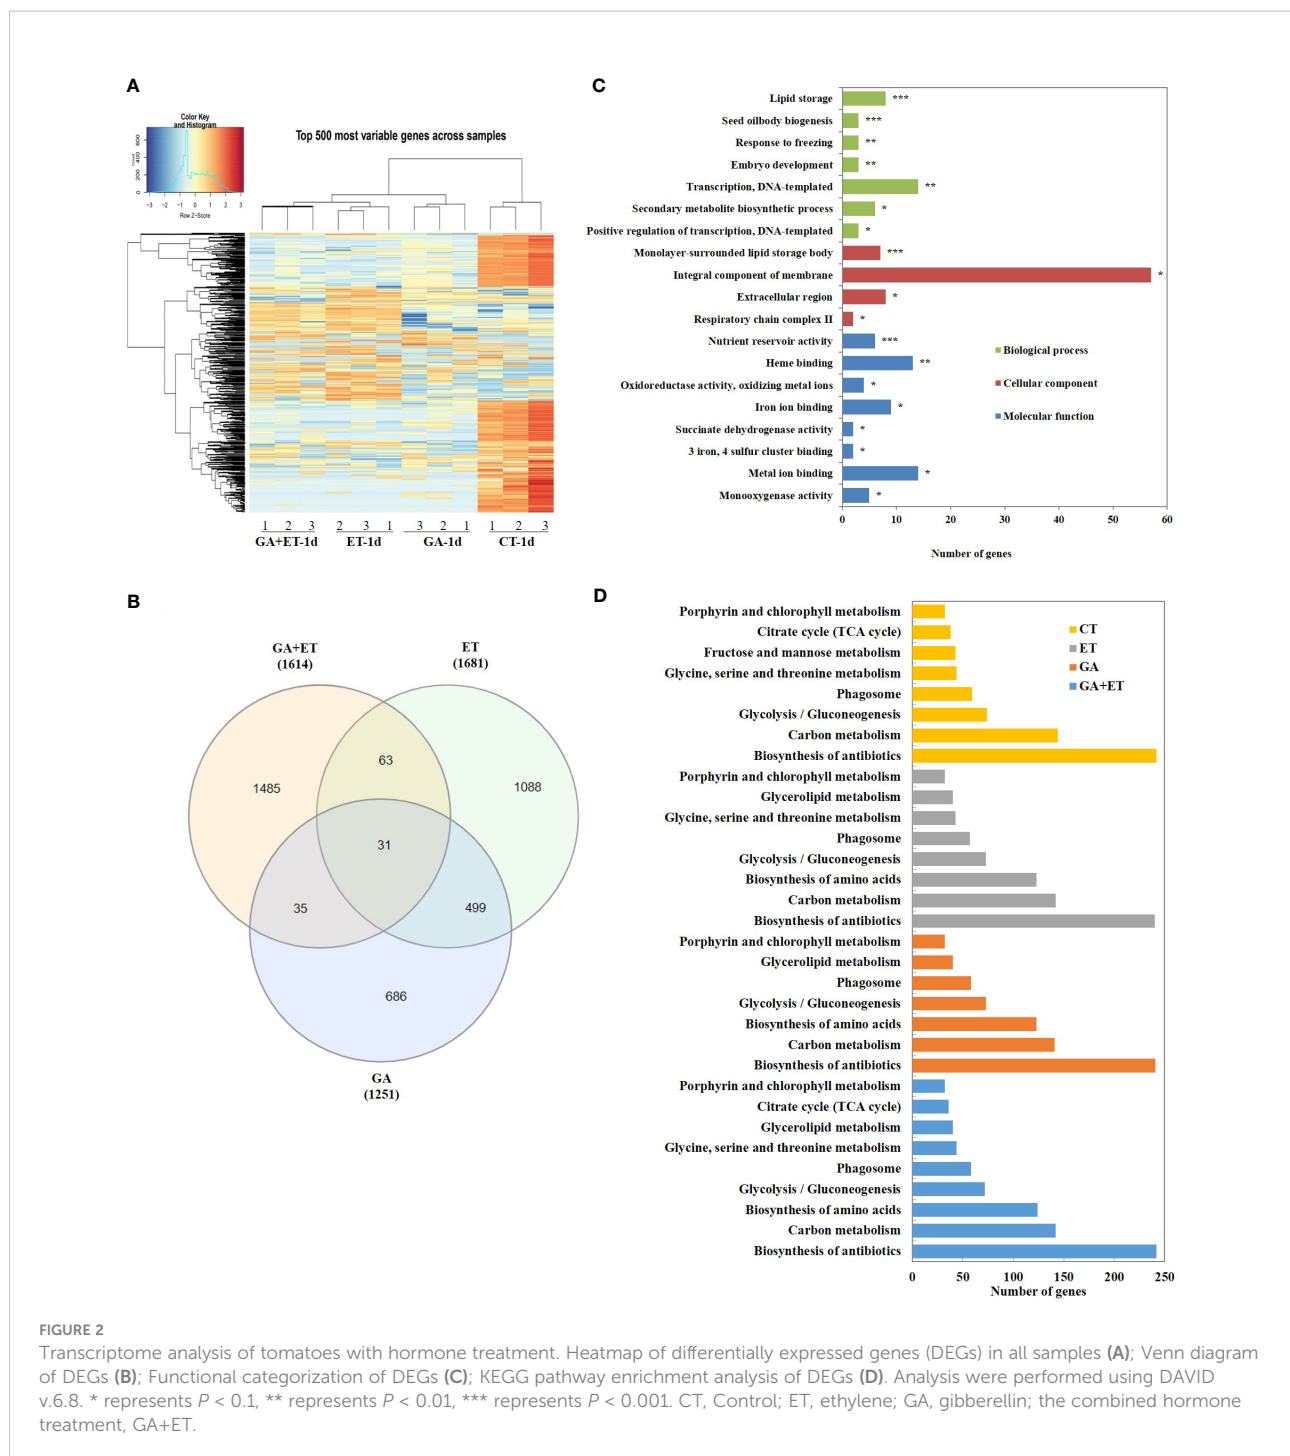 A
Color Key
and Histogram
Count
0 200 400 600
-3 -2 -1 0 1 2 3
Row Z-Score
Top 500 most variable genes across samples
1 2 3 2 3 1 3 2 1 1 2 3
GA+ET-1d ET-1d GA-1d CT-1d
B
GA+ET
(1614)
ET
(1681)
63
1485
1088
31
35
499
686
GA
(1251)
C
Lipid storage ***
Seed oilbody biogenesis ***
Response to freezing **
Embryo development **
Transcription, DNA-templated **
Secondary metabolite biosynthetic process *
Positive regulation of transcription, DNA-templated *
Monolayer-surrounded lipid storage body ***
Integral component of membrane *
Extracellular region *
Respiratory chain complex II *
Nutrient reservoir activity ***
Heme binding **
Oxidoreductase activity, oxidizing metal ions *
Iron ion binding *
Succinate dehydrogenase activity *
3 iron, 4 sulfur cluster binding *
Metal ion binding *
Monooxygenase activity *
Biological process
Cellular component
Molecular function
0 10 20 30 40 50 60
Number of genes
D
Porphyrin and chlorophyll metabolism
Citrate cycle (TCA cycle)
Fructose and mannose metabolism
Glycine, serine and threonine metabolism
Phagosome
Glycolysis / Gluconeogenesis
Carbon metabolism
Biosynthesis of antibiotics
Porphyrin and chlorophyll metabolism
Glycerolipid metabolism
Glycine, serine and threonine metabolism
Phagosome
Glycolysis / Gluconeogenesis
Biosynthesis of amino acids
Carbon metabolism
Biosynthesis of antibiotics
Porphyrin and chlorophyll metabolism
Glycerolipid metabolism
Phagosome
Glycolysis / Gluconeogenesis
Biosynthesis of amino acids
Carbon metabolism
Biosynthesis of antibiotics
Porphyrin and chlorophyll metabolism
Citrate cycle (TCA cycle)
Glycerolipid metabolism
Glycine, serine and threonine metabolism
Phagosome
Glycolysis / Gluconeogenesis
Biosynthesis of amino acids
Carbon metabolism
Biosynthesis of antibiotics
CT
ET
GA
GA+ET
0 50 100 150 200 250
Number of genes
FIGURE 2
Transcriptome analysis of tomatoes with hormone treatment. Heatmap of differentially expressed genes (DEGs) in all samples (A); Venn diagram
of DEGs (B); Functional categorization of DEGs (C); KEGG pathway enrichment analysis of DEGs (D). Analysis were performed using DAVID
v.6.8. * represents P < 0.1, ** represents P < 0.01, *** represents P < 0.001. CT, Control; ET, ethylene; GA, gibberellin; the combined hormone
treatment, GA+ET.